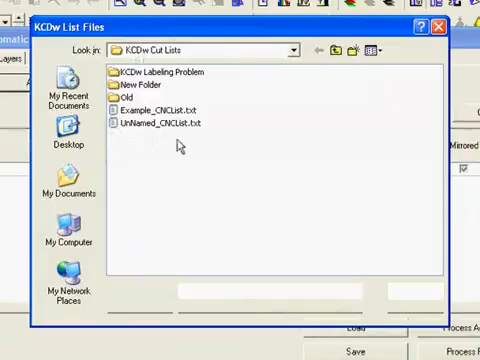 KCDw List Files
utomatic
Look in:
KCDw Cut Lists
Layers
KCDw Labeling Problem
New Folder
Old
Example_CNCList.txt
UnNamed_CNCList.txt
My Recent
Documents
Desktop
My Documents
My Computer
My Network
Places
Mirrored
Load
Save
Process A
Process